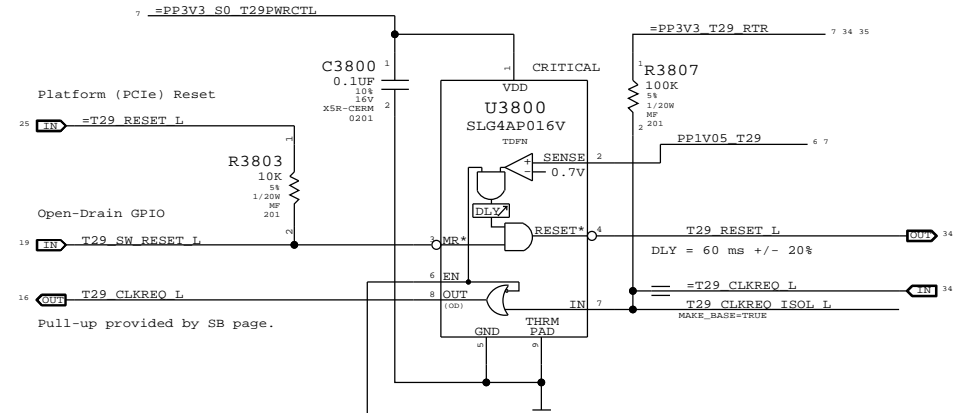 7 =PP3V3_S0_T29PWRCTL
=PP3V3_T29_RTR 7 34 35
C3800 1
0.1UF
10%
16V
X5R-CERM 2
0201
1
CRITICAL
VDD
U3800
SLG4AP016V
TDFN
1
R3807
100K
5%
1/20W
MF
2 201
Platform (PCIe) Reset
25 IN =T29_RESET_L
1
R3803
10K
5%
1/20W
MF
201
2
PP1V05_T29 6 7
+ SENSE 2
- 0.7V
DLY
Open-Drain GPIO
19 IN T29_SW_RESET_L
3 MR*
RESET* 4
T29_RESET_L OUT 34
DLY = 60 ms +/- 20%
6 EN
16 OUT T29_CLKREQ_L
8 OUT
(OD)
=T29_CLKREQ_L IN 34
IN 7
T29_CLKREQ_ISOL_L
MAKE_BASE=TRUE
Pull-up provided by SB page.
GND
THRM
PAD
5
9